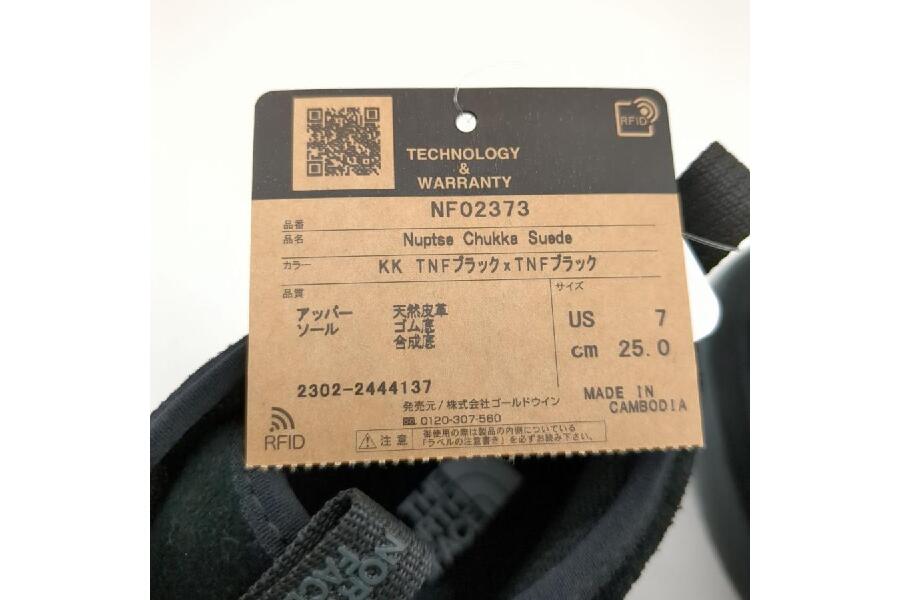 RFID
TECHNOLOGY
&
WARRANTY
品番 NF02373
品名 Nuptse Chukka Suede
カラー KK TNFブラックxTNFブラック
品質
アッパー 天然皮革
ソール ゴム底
合成底
サイズ
US 7
cm 25.0
2302-2444137
MADE IN
CAMBODIA
発売元/株式会社ゴールドウイン
0120-307-560
RFID
注意
御使用の際は製品の内側についている
「ラベルの注意書き」を必ずお読み下さい。
THE
NORTH
FACE
NORTH
FACE